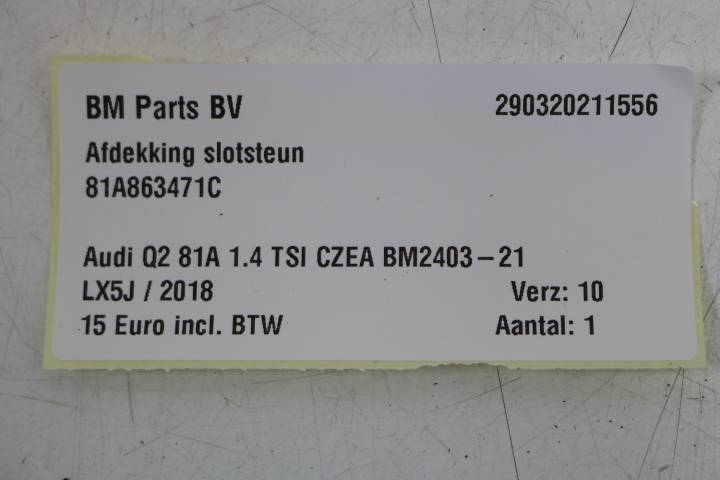 BM Parts BV 290320211556
Afdekking slotsteun
81A863471C
Audi Q2 81A 1.4 TSI CZEA BM2403-21
LX5J / 2018 Verz: 10
15 Euro incl. BTW Aantal: 1